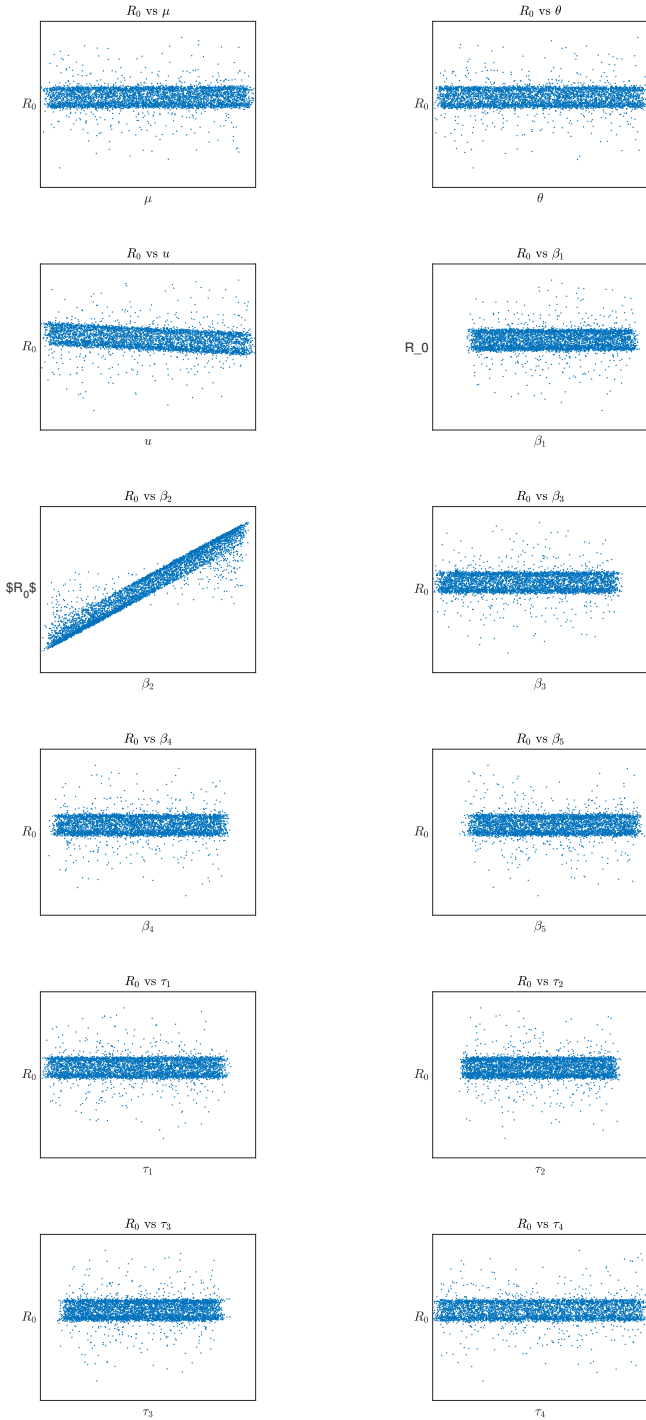 R₀ vs μ
R₀
μ
R₀ vs θ
R₀
θ
R₀ vs u
R₀
u
R₀ vs β₁
R_0
β₁
R₀ vs β₂
$R₀$
β₂
R₀ vs β₃
R₀
β₃
R₀ vs β₄
R₀
β₄
R₀ vs β₅
R₀
β₅
R₀ vs τ₁
R₀
τ₁
R₀ vs τ₂
R₀
τ₂
R₀ vs τ₃
R₀
τ₃
R₀ vs τ₄
R₀
τ₄